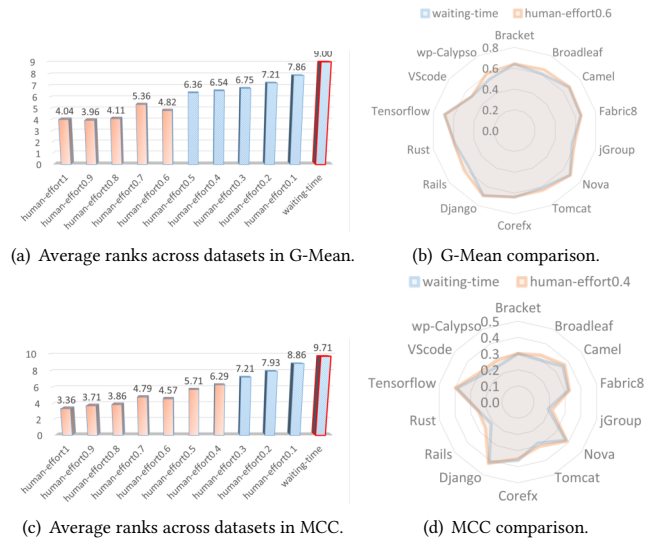 9.00
9
8
7
6
5
4
3
2
1
0
4.04
3.96
4.11
5.36
4.82
6.36
6.54
6.75
7.21
7.86
human-effort1
human-effort0.9
human-effortt0.8
human-effort0.7
human-effort0.6
human-effort0.5
human-effort0.4
human-effort0.3
human-effort0.2
human-effort0.1
waiting-time
(a) Average ranks across datasets in G-Mean.
waiting-time human-effort0.6
Bracket
Broadleaf
Camel
Fabric8
jGroup
Nova
Tomcat
Corefx
Django
Rails
Rust
Tensorflow
VScode
wp-Calypso
0.8
0.6
0.4
0.2
0.0
(b) G-Mean comparison.
10
8
6
4
2
0
3.36
3.71
3.86
4.79
4.57
5.71
6.29
7.21
7.93
8.86
9.71
human-effort1
human-effort0.9
human-effort0.8
human-effort0.7
human-effort0.6
human-effort0.5
human-effort0.4
human-effort0.3
human-effort0.2
human-effort0.1
waiting-time
(c) Average ranks across datasets in MCC.
waiting-time human-effort0.4
Bracket
Broadleaf
Camel
Fabric8
jGroup
Nova
Tomcat
Corefx
Django
Rails
Rust
Tensorflow
VScode
wp-Calypso
0.5
0.4
0.3
0.2
0.1
0.0
(d) MCC comparison.